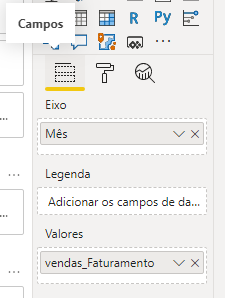 Campos
R
Py
Eixo
Mês
Legenda
Adicionar os campos de da...
Valores
vendas_Faturamento